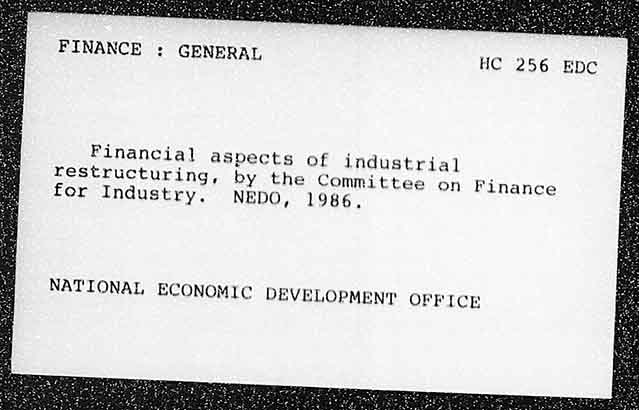 FINANCE : GENERAL
HC 256 EDC
Financial aspects of industrial
restructuring, by the Committee on Finance
for Industry. NEDO, 1986.
NATIONAL ECONOMIC DEVELOPMENT OFFICE